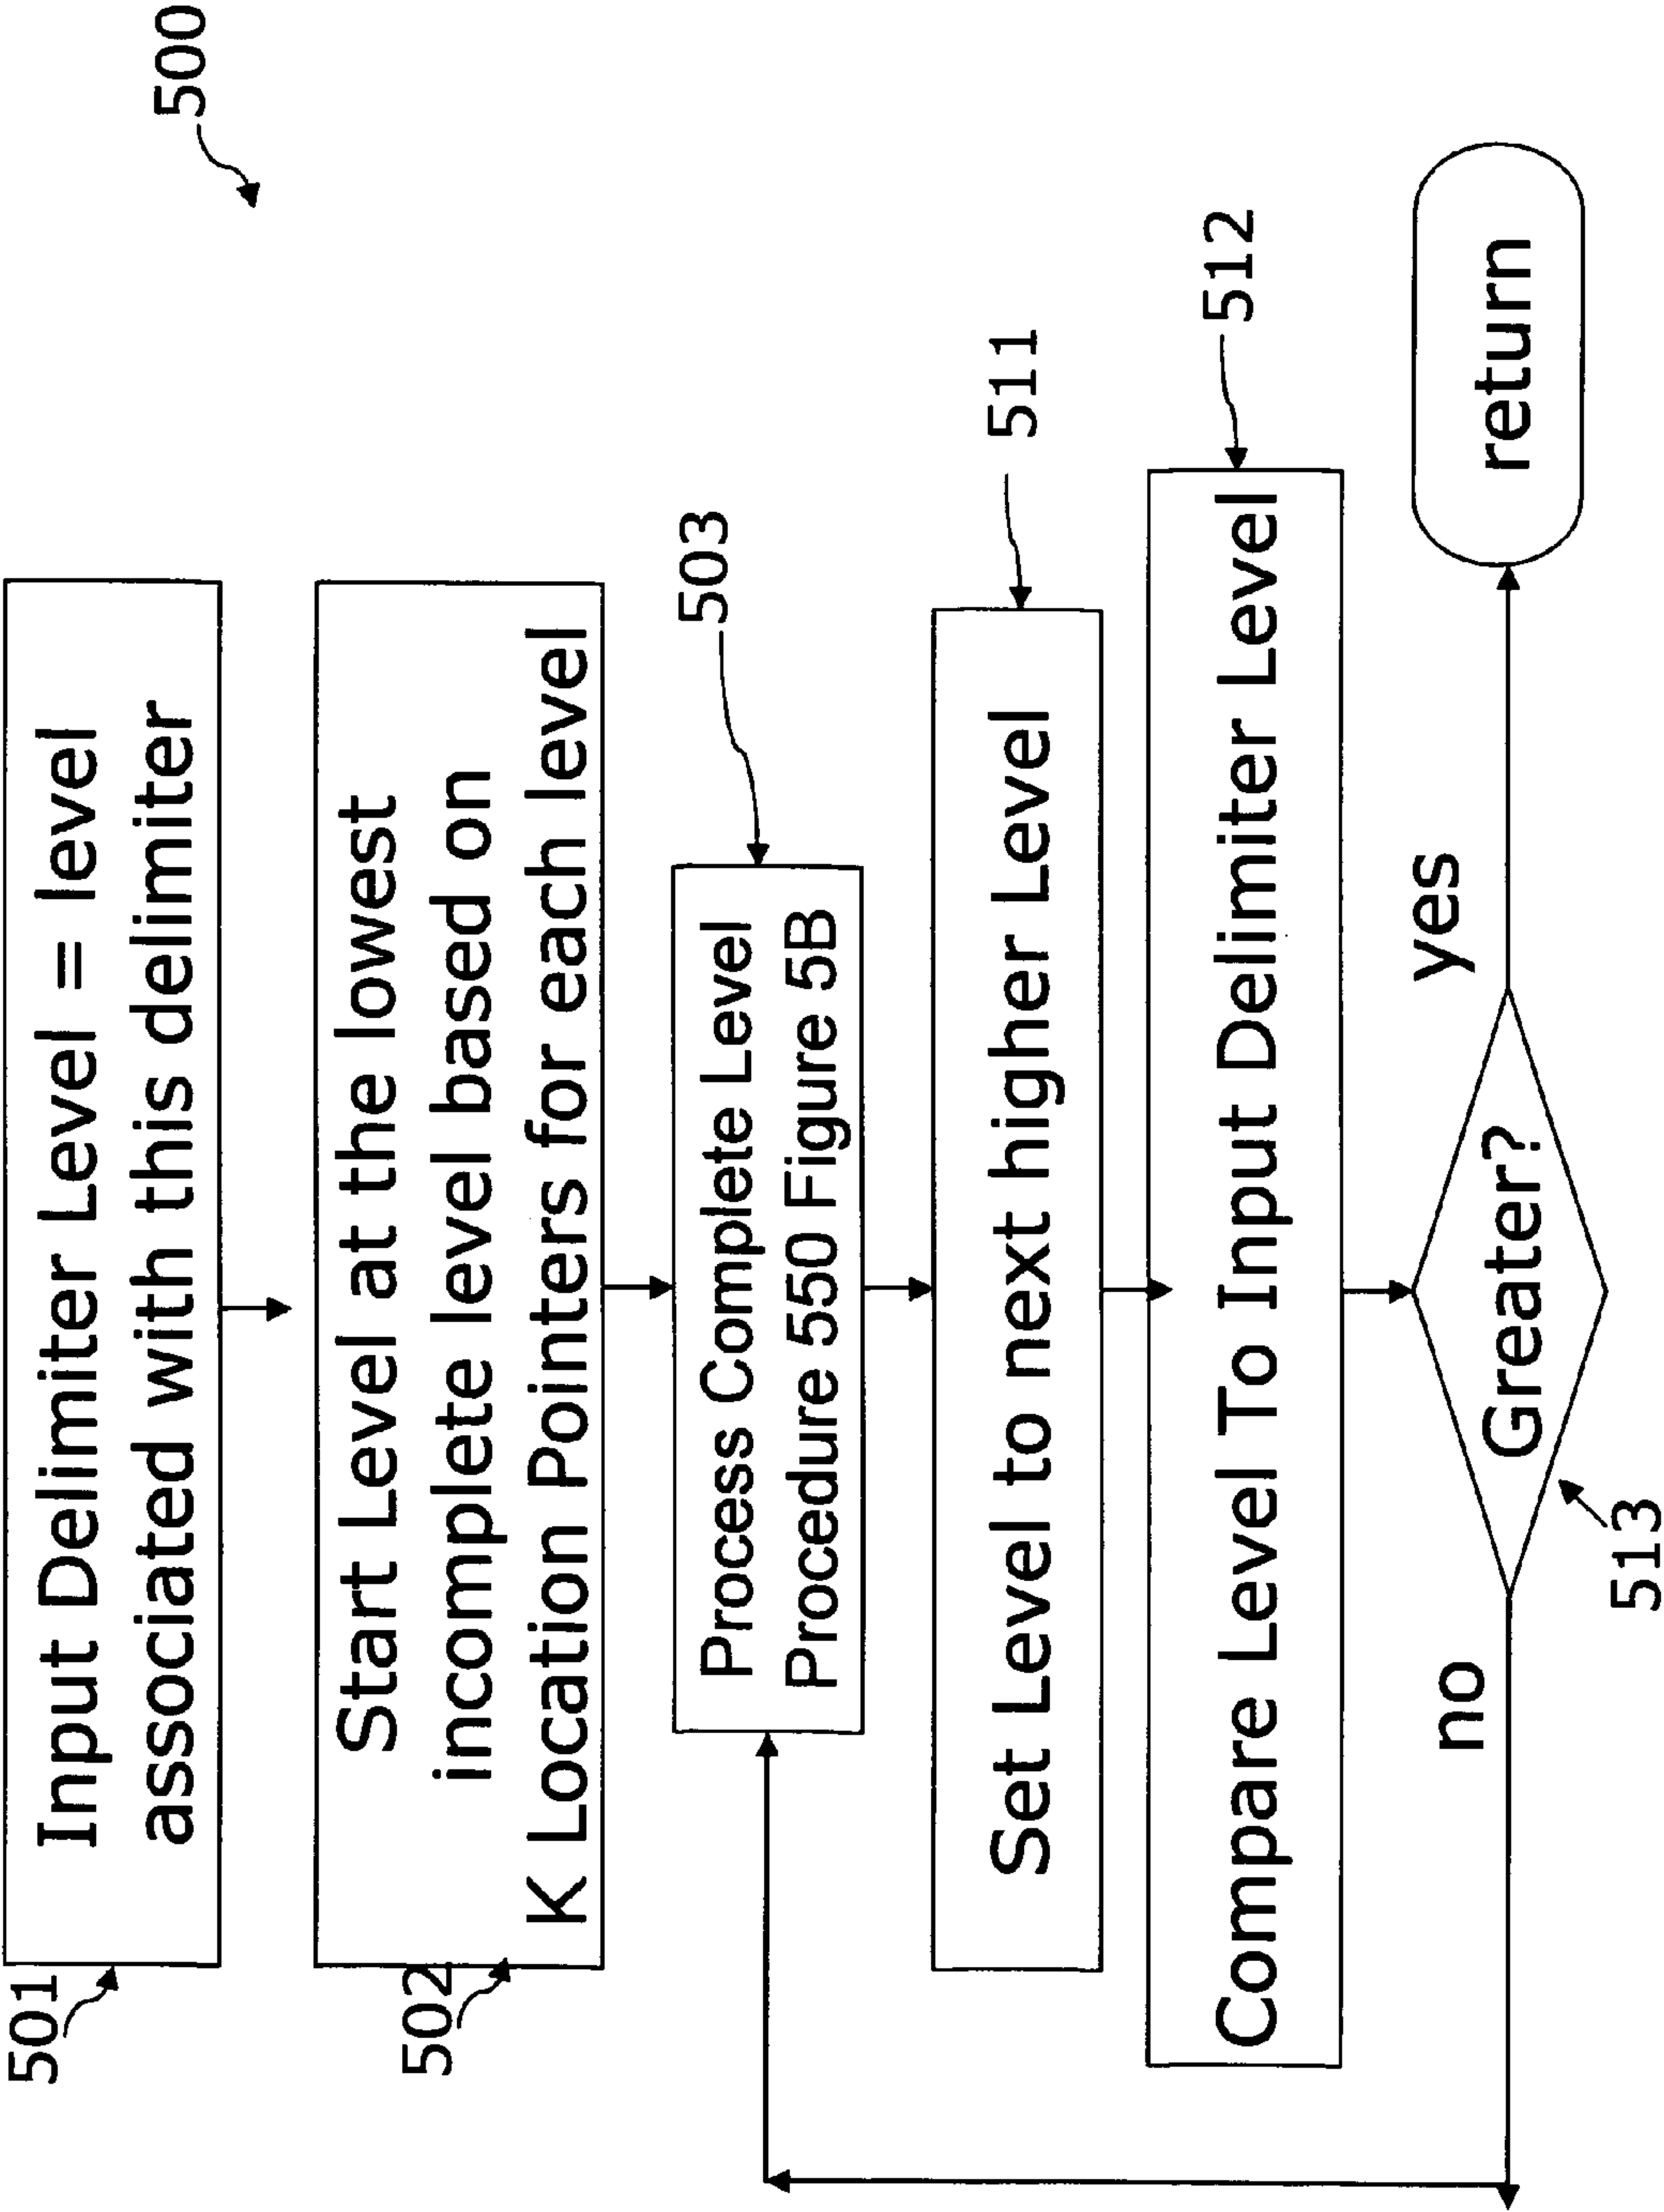 500
501
Input Delimiter Level = level
associated with this delimiter
502
Start Level at the lowest
incomplete level based on
K Location Pointers for each level
503
Process Complete Level
Procedure 550 Figure 5B
511
Set Level to next higher Level
512
Compare Level To Input Delimiter Level
513
Greater?
no
yes
return